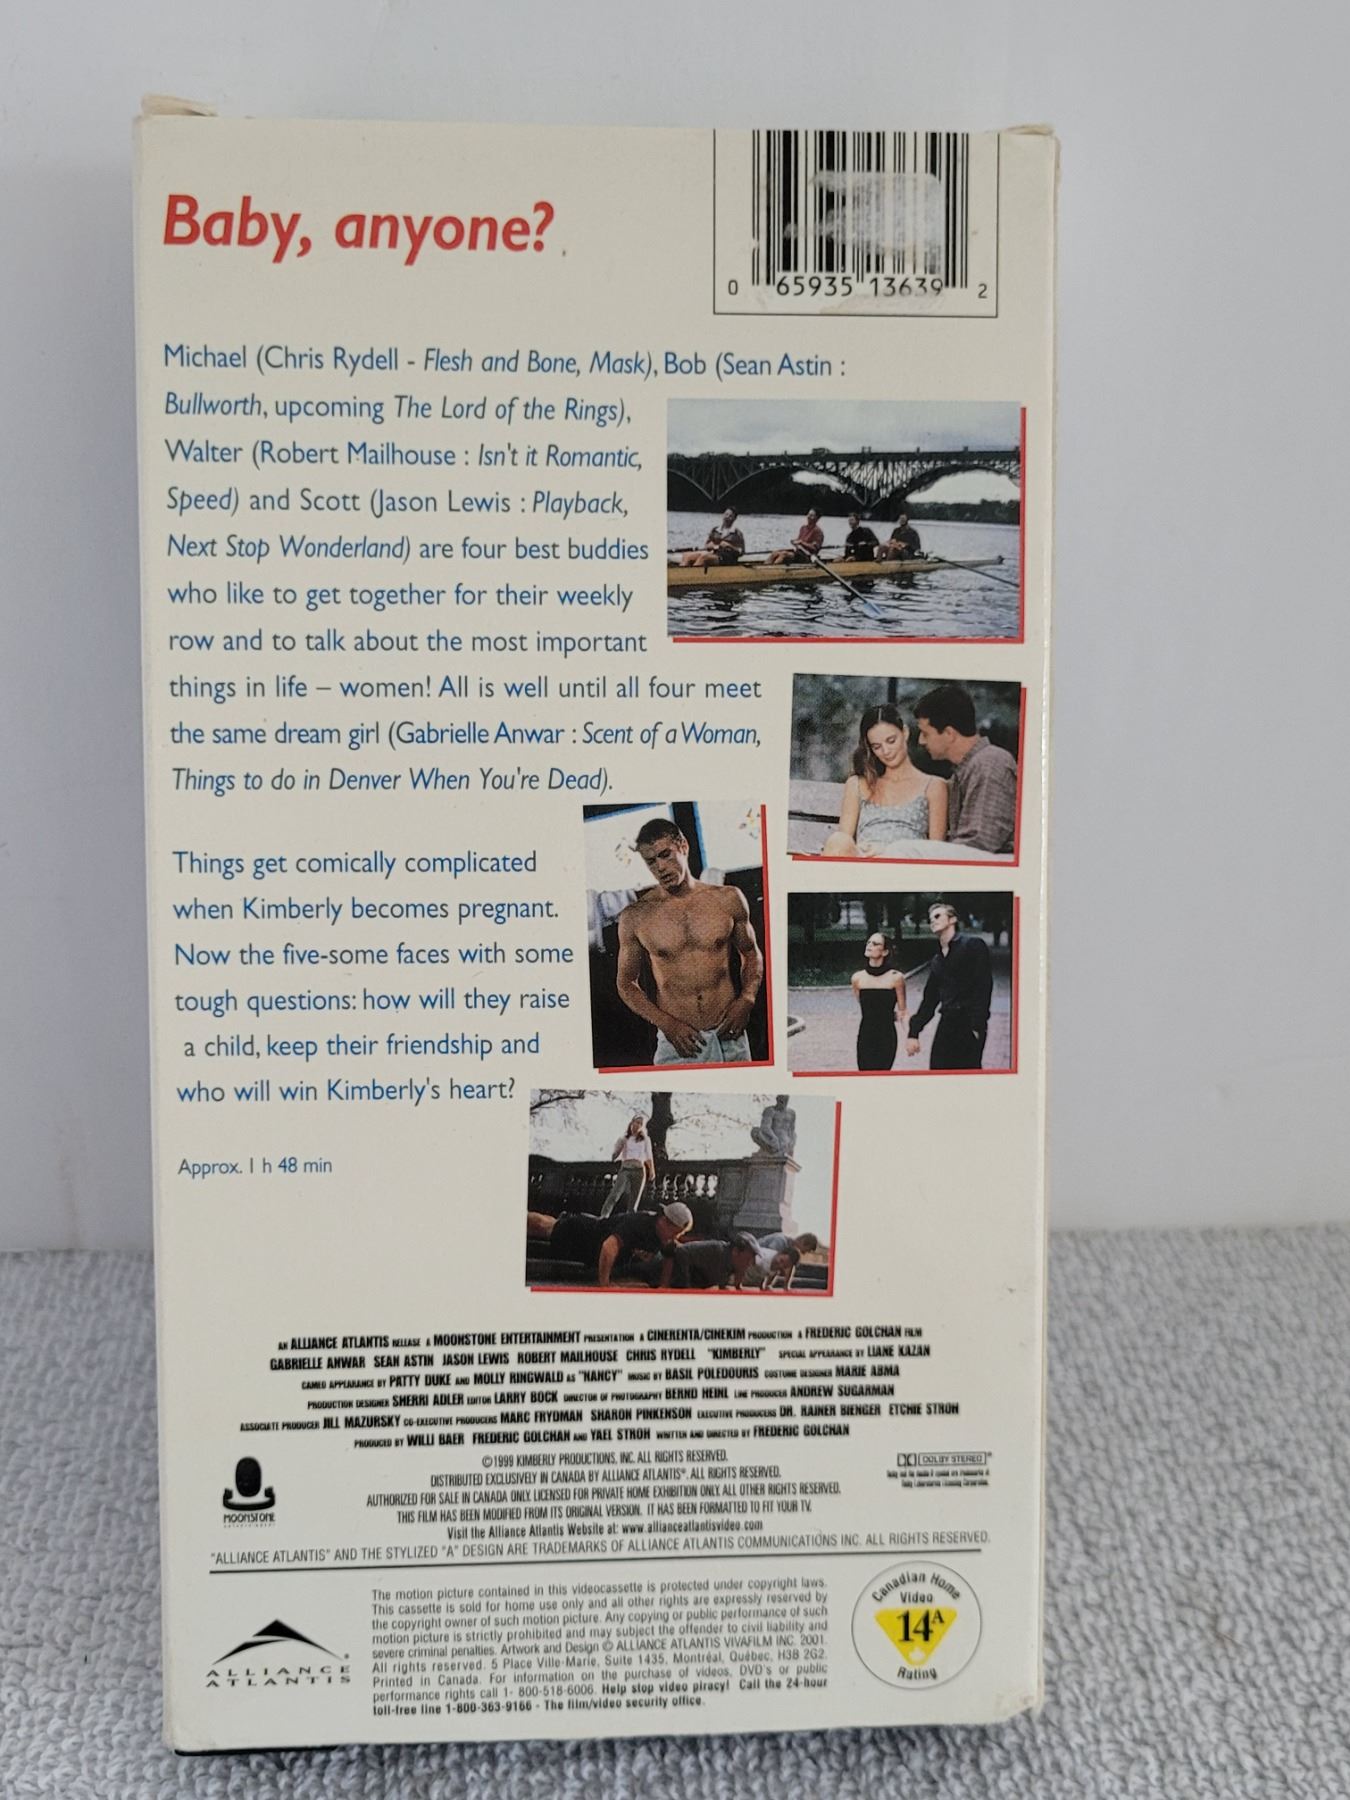 Baby, anyone?
0 65935 13639 2
Michael (Chris Rydell - Flesh and Bone, Mask), Bob (Sean Astin :
Bullworth, upcoming The Lord of the Rings),
Walter (Robert Mailhouse : Isn't it Romantic,
Speed) and Scott (Jason Lewis : Playback,
Next Stop Wonderland) are four best buddies
who like to get together for their weekly
row and to talk about the most important
things in life – women! All is well until all four meet
the same dream girl (Gabrielle Anwar : Scent of a Woman,
Things to do in Denver When You're Dead).
Things get comically complicated
when Kimberly becomes pregnant.
Now the five-some faces with some
tough questions: how will they raise
a child, keep their friendship and
who will win Kimberly's heart?
Approx. 1 h 48 min
AN ALLIANCE ATLANTIS RELEASE A MOONSTONE ENTERTAINMENT PRESENTATION A CINERENTA/CINEKIM PRODUCTION A FREDERIC GOLCHAN FILM
GABRIELLE ANWAR SEAN ASTIN JASON LEWIS ROBERT MAILHOUSE CHRIS RYDELL "KIMBERLY" SPECIAL APPEARANCE BY LIANE KAZAN
CAMEO APPEARANCE BY PATTY DUKE AND MOLLY RINGWALD AS "NANCY" MUSIC BY BASIL POLEDOURIS COSTUME DESIGNER MARIE ABMA
PRODUCTION DESIGNER SHERRI ADLER EDITOR LARRY BOCK DIRECTOR OF PHOTOGRAPHY BERND HEINL LINE PRODUCER ANDREW SUGARMAN
ASSOCIATE PRODUCER JILL MAZURSKY CO-EXECUTIVE PRODUCERS MARC FRYDMAN SHARON PINKENSON EXECUTIVE PRODUCERS DR. RAINER BIENGER ETCHIE STROH
PRODUCED BY WILLI BAER FREDERIC GOLCHAN AND YAEL STROH WRITTEN AND DIRECTED BY FREDERIC GOLCHAN
©1999 KIMBERLY PRODUCTIONS, INC. ALL RIGHTS RESERVED.
DISTRIBUTED EXCLUSIVELY IN CANADA BY ALLIANCE ATLANTIS®. ALL RIGHTS RESERVED.
AUTHORIZED FOR SALE IN CANADA ONLY. LICENSED FOR PRIVATE HOME EXHIBITION ONLY. ALL OTHER RIGHTS RESERVED.
THIS FILM HAS BEEN MODIFIED FROM ITS ORIGINAL VERSION. IT HAS BEEN FORMATTED TO FIT YOUR TV.
Visit the Alliance Atlantis Website at: www.allianceatlantisvideo.com
MOONSTONE
ENTERTAINMENT
DOLBY STEREO
"ALLIANCE ATLANTIS" AND THE STYLIZED "A" DESIGN ARE TRADEMARKS OF ALLIANCE ATLANTIS COMMUNICATIONS INC. ALL RIGHTS RESERVED.
ALLIANCE
ATLANTIS
The motion picture contained in this videocassette is protected under copyright laws.
This cassette is sold for home use only and all other rights are expressly reserved by
the copyright owner of such motion picture. Any copying or public performance of such
motion picture is strictly prohibited and may subject the offender to civil liability and
severe criminal penalties. Artwork and Design © ALLIANCE ATLANTIS VIVAFILM INC. 2001.
All rights reserved. 5 Place Ville-Marie, Suite 1435, Montréal, Québec, H3B 2G2.
Printed in Canada. For information on the purchase of videos, DVD's or public
performance rights call 1- 800-518-6006. Help stop video piracy! Call the 24-hour
toll-free line 1-800-363-9166 - The film/video security office.
Canadian Home
Video
14A
Rating